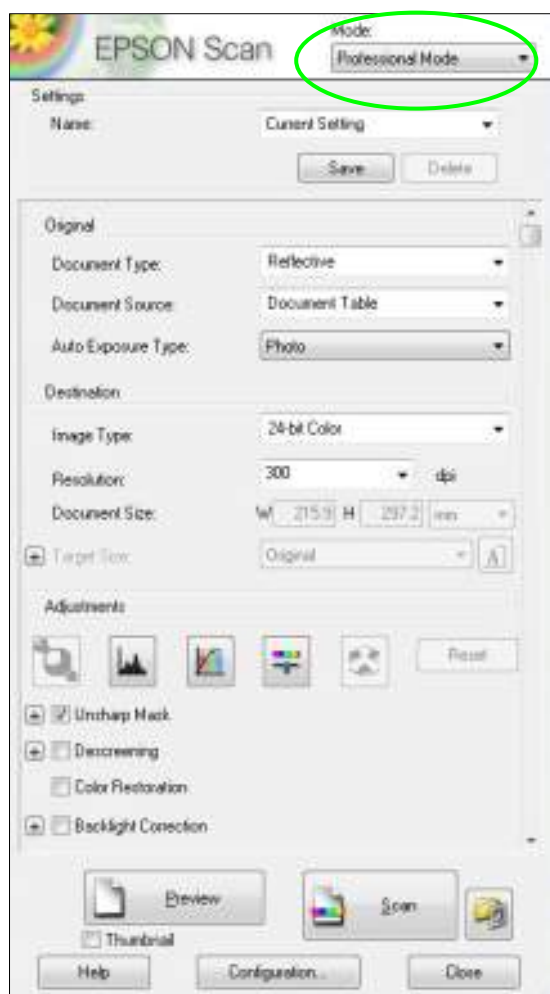 EPSON Scan
Mode:
Professional Mode
Settings
Name: Current Setting
Save Delete
Original
Document Type: Reflective
Document Source: Document Table
Auto Exposure Type: Photo
Destination
Image Type: 24-bit Color
Resolution: 300 dpi
Document Size: W 215.9 H 297.2 mm
Target Size: Original A
Adjustments
Reset
Unsharp Mask
Descreening
Color Restoration
Backlight Correction
Preview Scan
Thumbnail
Help Configuration... Close